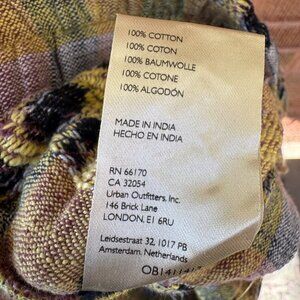 100% COTTON
100% COTON
100% BAUMWOLLE
100% COTONE
100% ALGODÓN
MADE IN INDIA
HECHO EN INDIA
RN 66170
CA 32054
Urban Outfitters, Inc.
146 Brick Lane
LONDON, E1 6RU
Leidsestraat 32, 1017 PB
Amsterdam, Netherlands